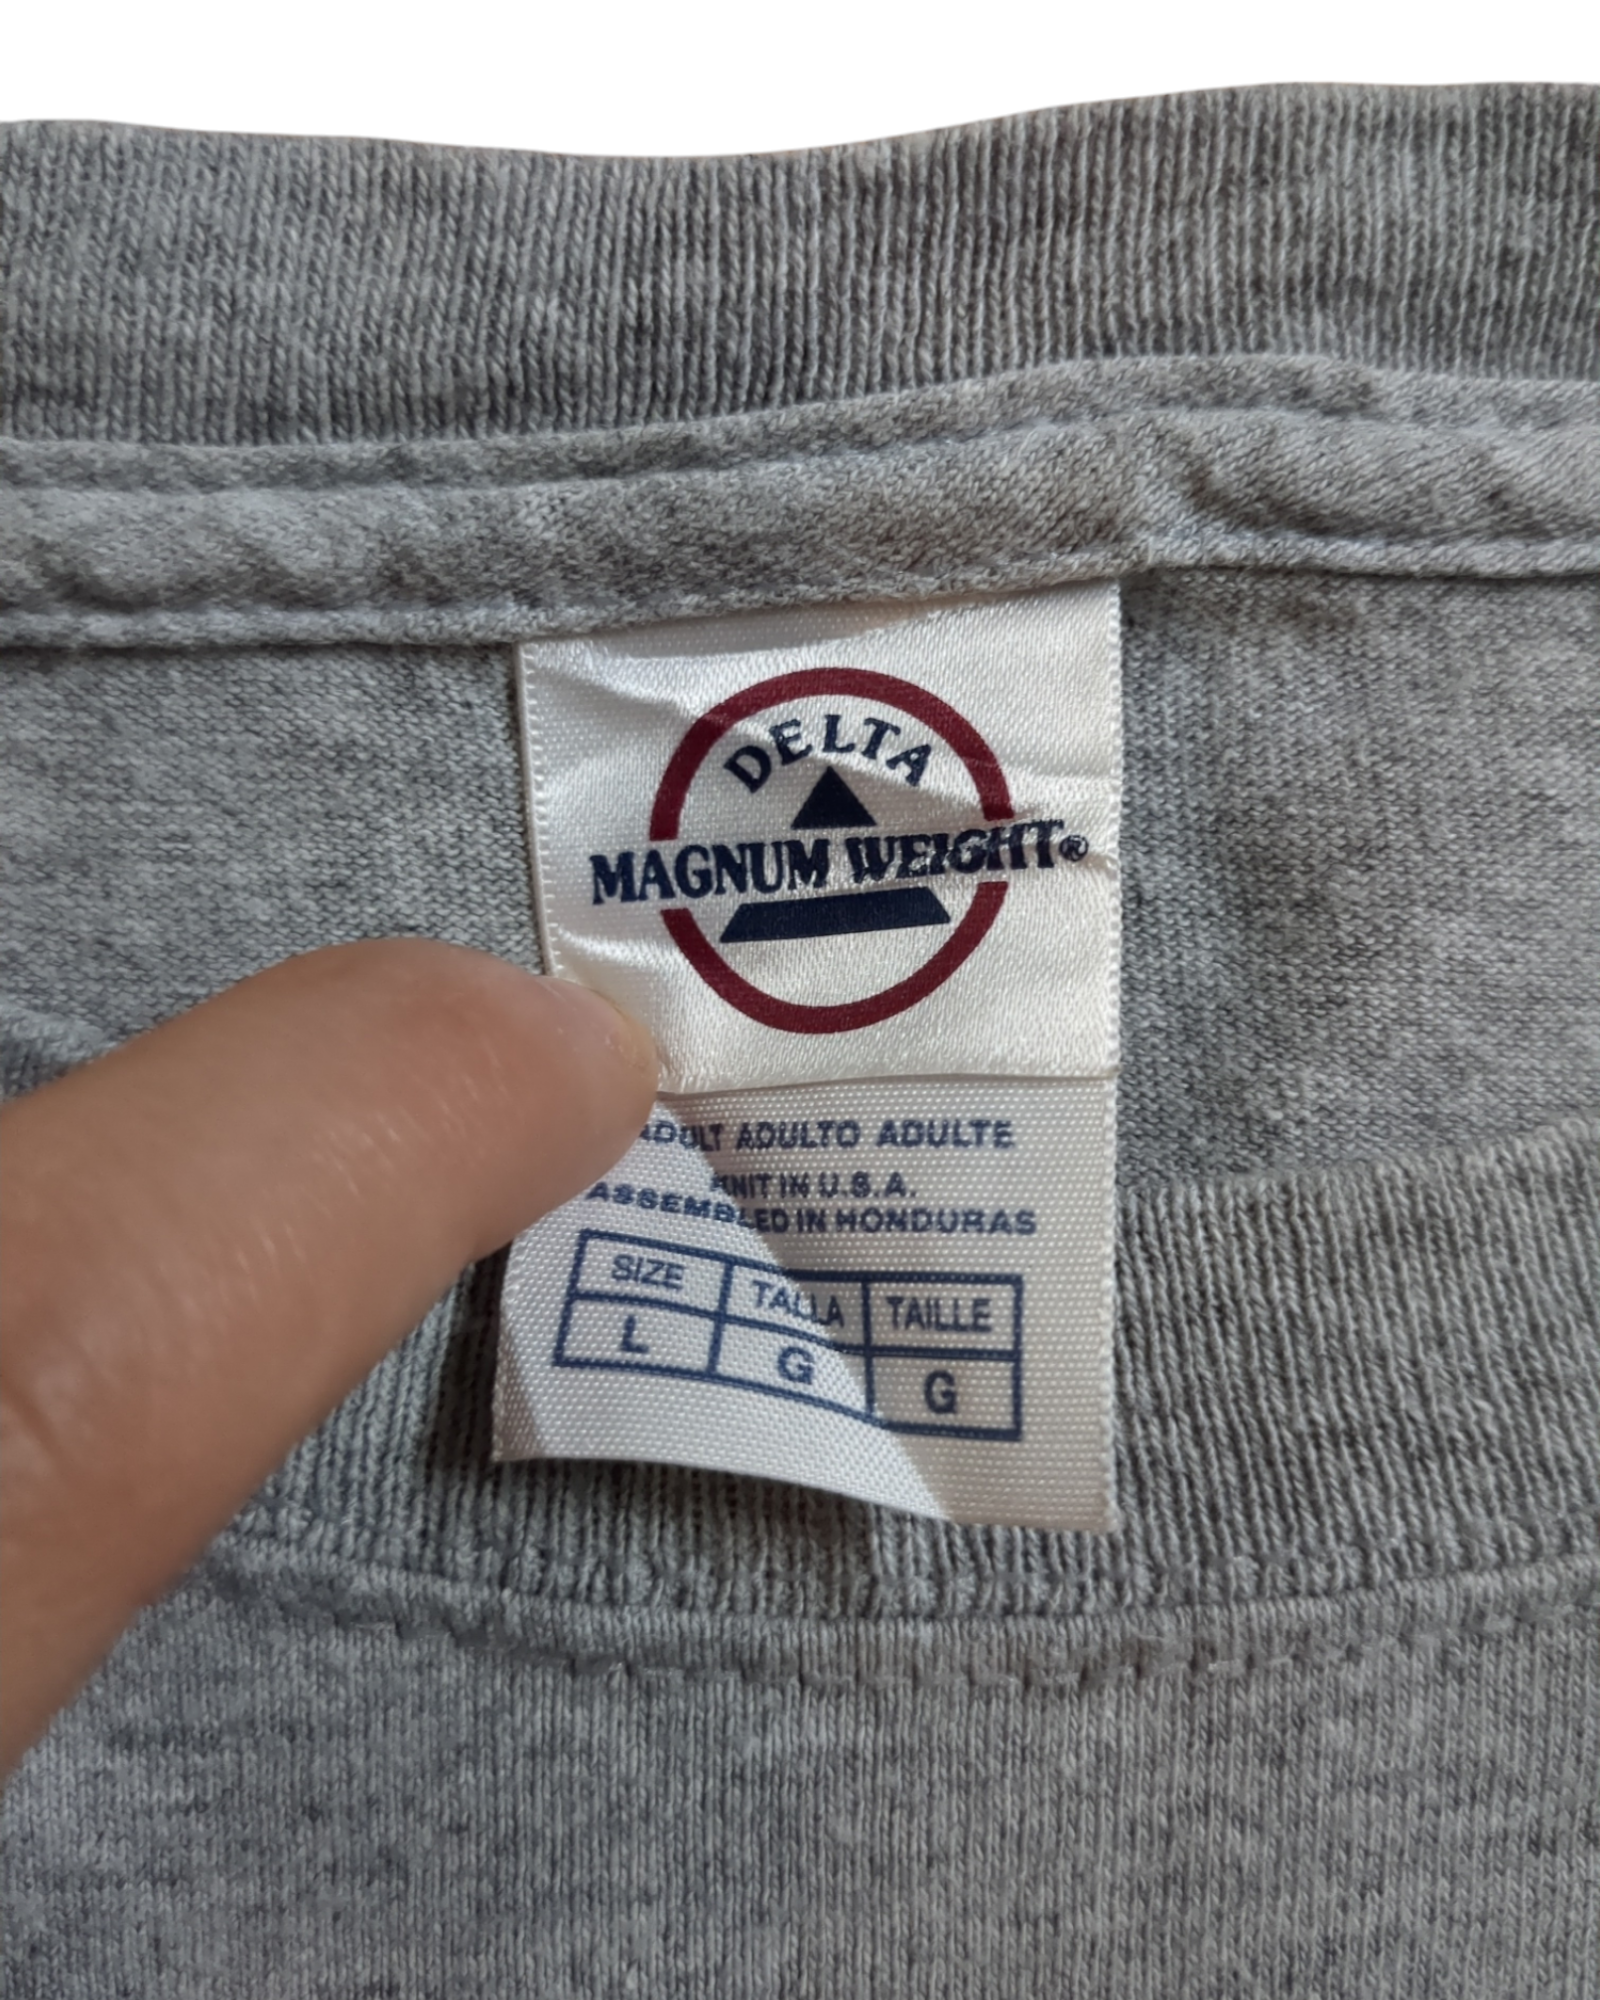 DELTA
MAGNUM WEIGHT®
ADULT ADULTO ADULTE
KNIT IN U.S.A.
ASSEMBLED IN HONDURAS
SIZE TALLA TAILLE
L G G